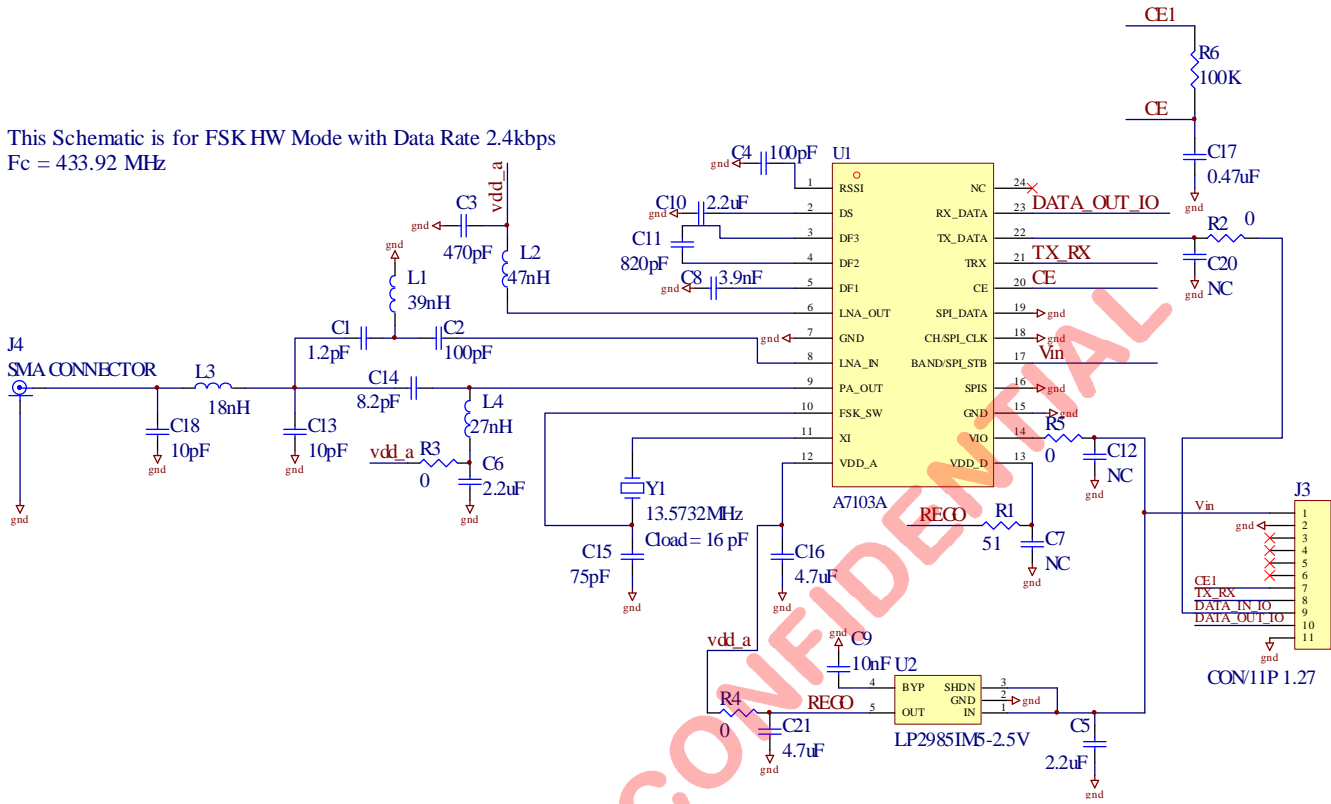 CE1
R6
100K
CE
C17
0.47uF
gnd
This Schematic is for FSK HW Mode with Data Rate 2.4kbps
Fc = 433.92 MHz
vdd_a
C3
gnd
470pF
L2
47nH
gnd
L1
39nH
C1
1.2pF
C2
100pF
J4
SMA CONNECTOR
L3
18nH
C14
8.2pF
L4
27nH
C18
10pF
gnd
C13
10pF
gnd
vdd_a
R3
0
C6
2.2uF
gnd
gnd
C4
100pF
gnd
C10
2.2uF
gnd
C11
820pF
C8
3.9nF
gnd
gnd
U1
1 RSSI
2 DS
3 DF3
4 DF2
5 DF1
6 LNA_OUT
7 GND
8 LNA_IN
9 PA_OUT
10 FSK_SW
11 XI
12 VDD_A
NC 24
RX_DATA 23
TX_DATA 22
TRX 21
CE 20
SPI_DATA 19
CH/SPI_CLK 18
BAND/SPI_STB 17
SPIS 16
GND 15
VIO 14
VDD_D 13
A7103A
DATA_OUT_IO
TX_RX
CE
gnd
gnd
Vin
gnd
gnd
R2
0
C20
NC
gnd
R5
0
C12
NC
gnd
Y1
13.5732MHz
Cload = 16 pF
C15
75pF
gnd
C16
4.7uF
gnd
REGO
R1
51
C7
NC
gnd
J3
Vin
1
gnd
2
3
4
5
6
CE1
7
TX_RX
8
DATA_IN_IO
9
DATA_OUT_IO
10
11
gnd
CON/11P 1.27
vdd_a
R4
0
REGO
C21
4.7uF
gnd
gnd
C9
10nF
U2
4 BYP
5 OUT
SHDN 3
GND 2
IN 1
gnd
LP2985IM5-2.5V
C5
2.2uF
gnd
CONFIDENTIAL